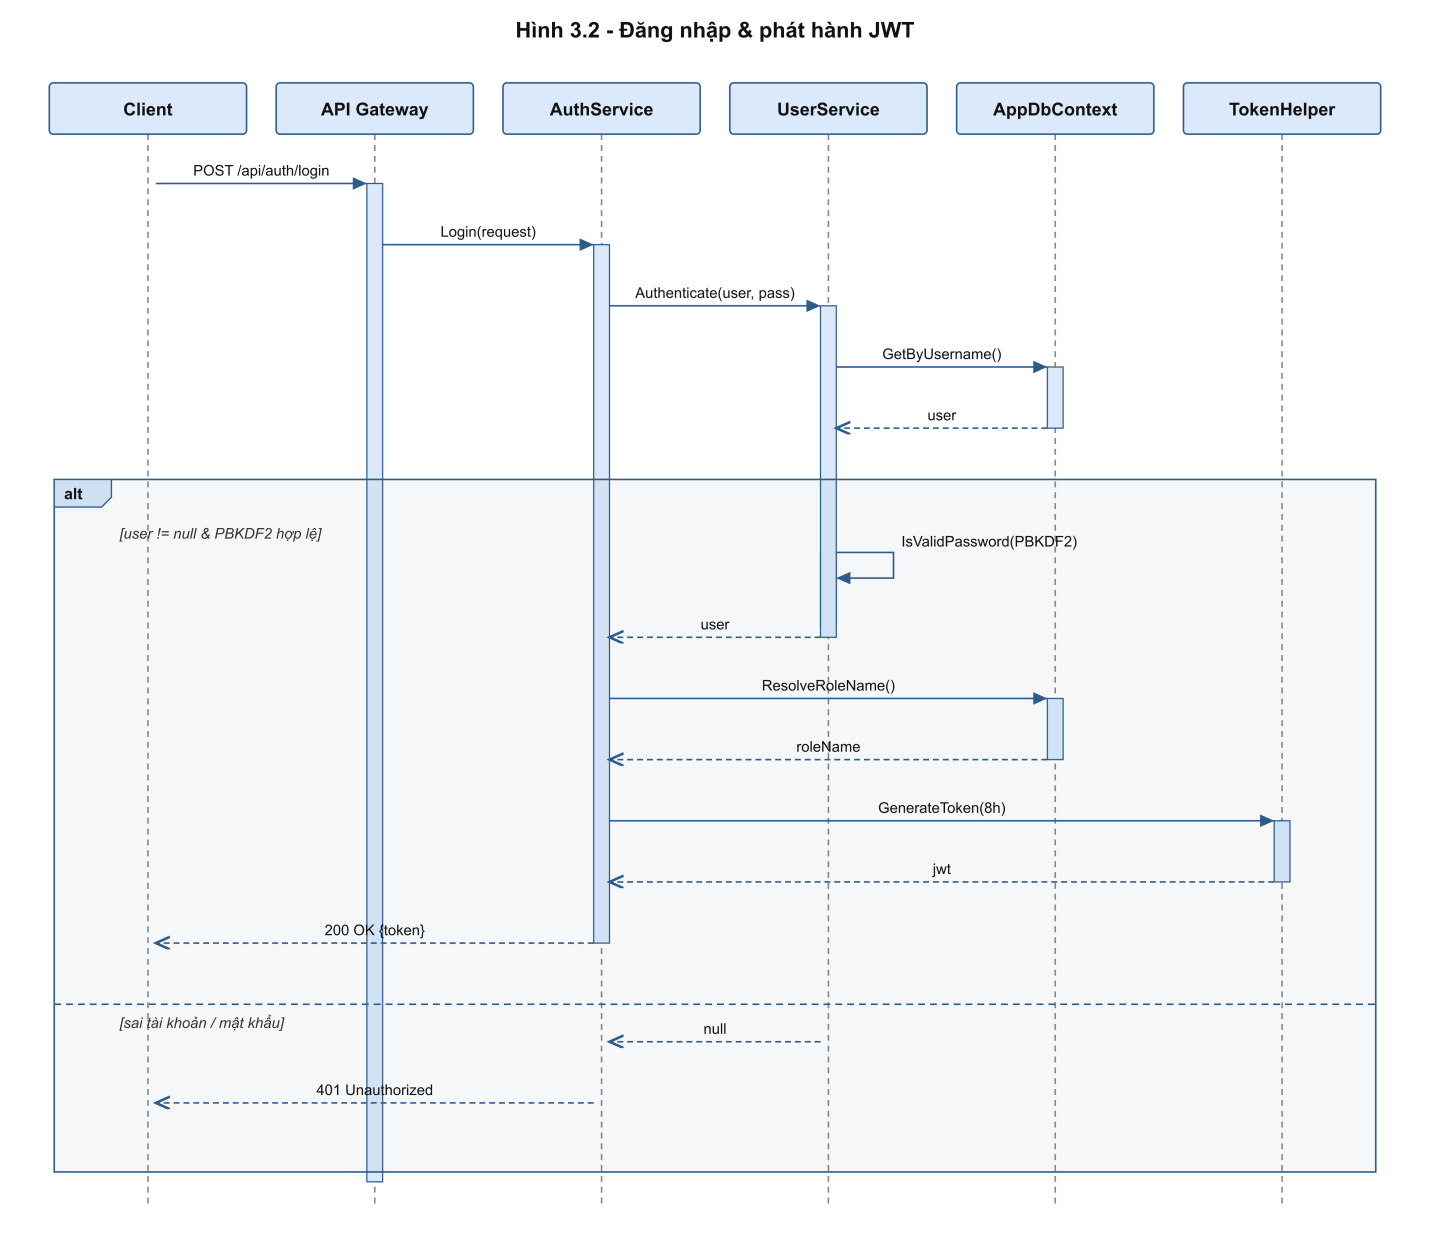 Hình 3.2 - Đăng nhập & phát hành JWT
Client
API Gateway
AuthService
UserService
AppDbContext
TokenHelper
POST /api/auth/login
Login(request)
Authenticate(user, pass)
GetByUsername()
user
alt
[user != null & PBKDF2 hợp lệ]
IsValidPassword(PBKDF2)
user
ResolveRoleName()
roleName
GenerateToken(8h)
jwt
200 OK {token}
[sai tài khoản / mật khẩu]
null
401 Unauthorized